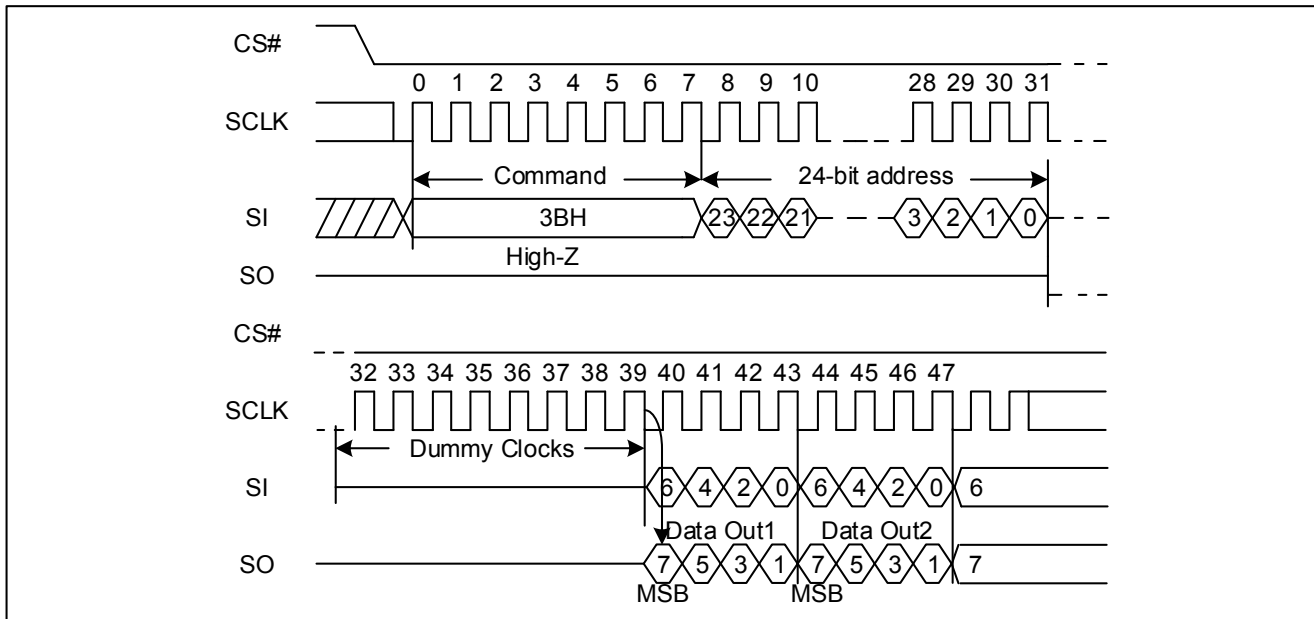 CS#
0 1 2 3 4 5 6 7 8 9 10 28 29 30 31
SCLK
Command 24-bit address
SI 3BH 23 22 21 3 2 1 0
High-Z
SO
CS#
32 33 34 35 36 37 38 39 40 41 42 43 44 45 46 47
SCLK
Dummy Clocks
SI 6 4 2 0 6 4 2 0 6
Data Out1 Data Out2
SO 7 5 3 1 7 5 3 1 7
MSB MSB